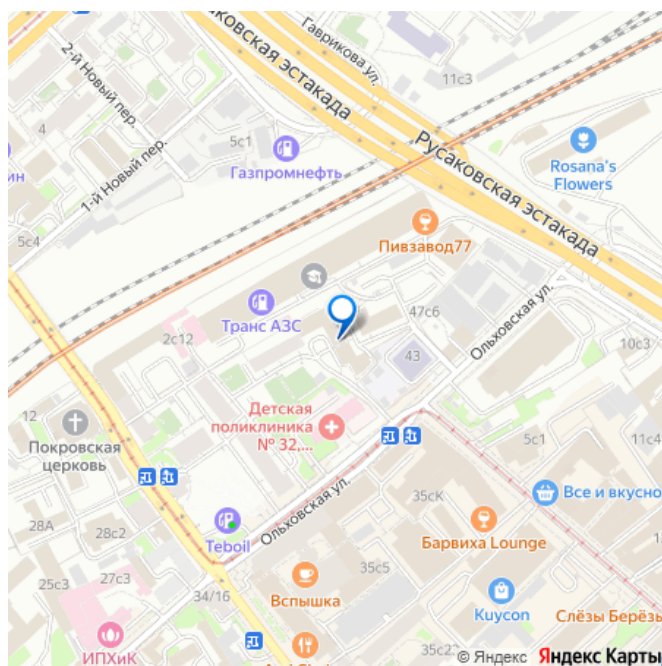 Гаврикова ул.
11с3
Русаковская эстакада
2-й Новый пер.
4
5с1
Газпромнефть
Русаковская эстакада
Rosana's
Flowers
1-й Новый пер.
ин
5с4
Пивзавод77
Транс АЗС
47с6
Ольховская ул.
2с12
43
10с3
12
Детская
поликлиника
№ 32,...
Покровская
церковь
5с1
11с4
35сК
Все и вкусно
28А
28с2
Ольховская ул.
Teboil
Барвиха Lounge
25с3
27с3
35с5
Вспышка
Kuycon
34/16
Слёзы Берёзы
ИПХиК
© Яндекс Яндекс Карты